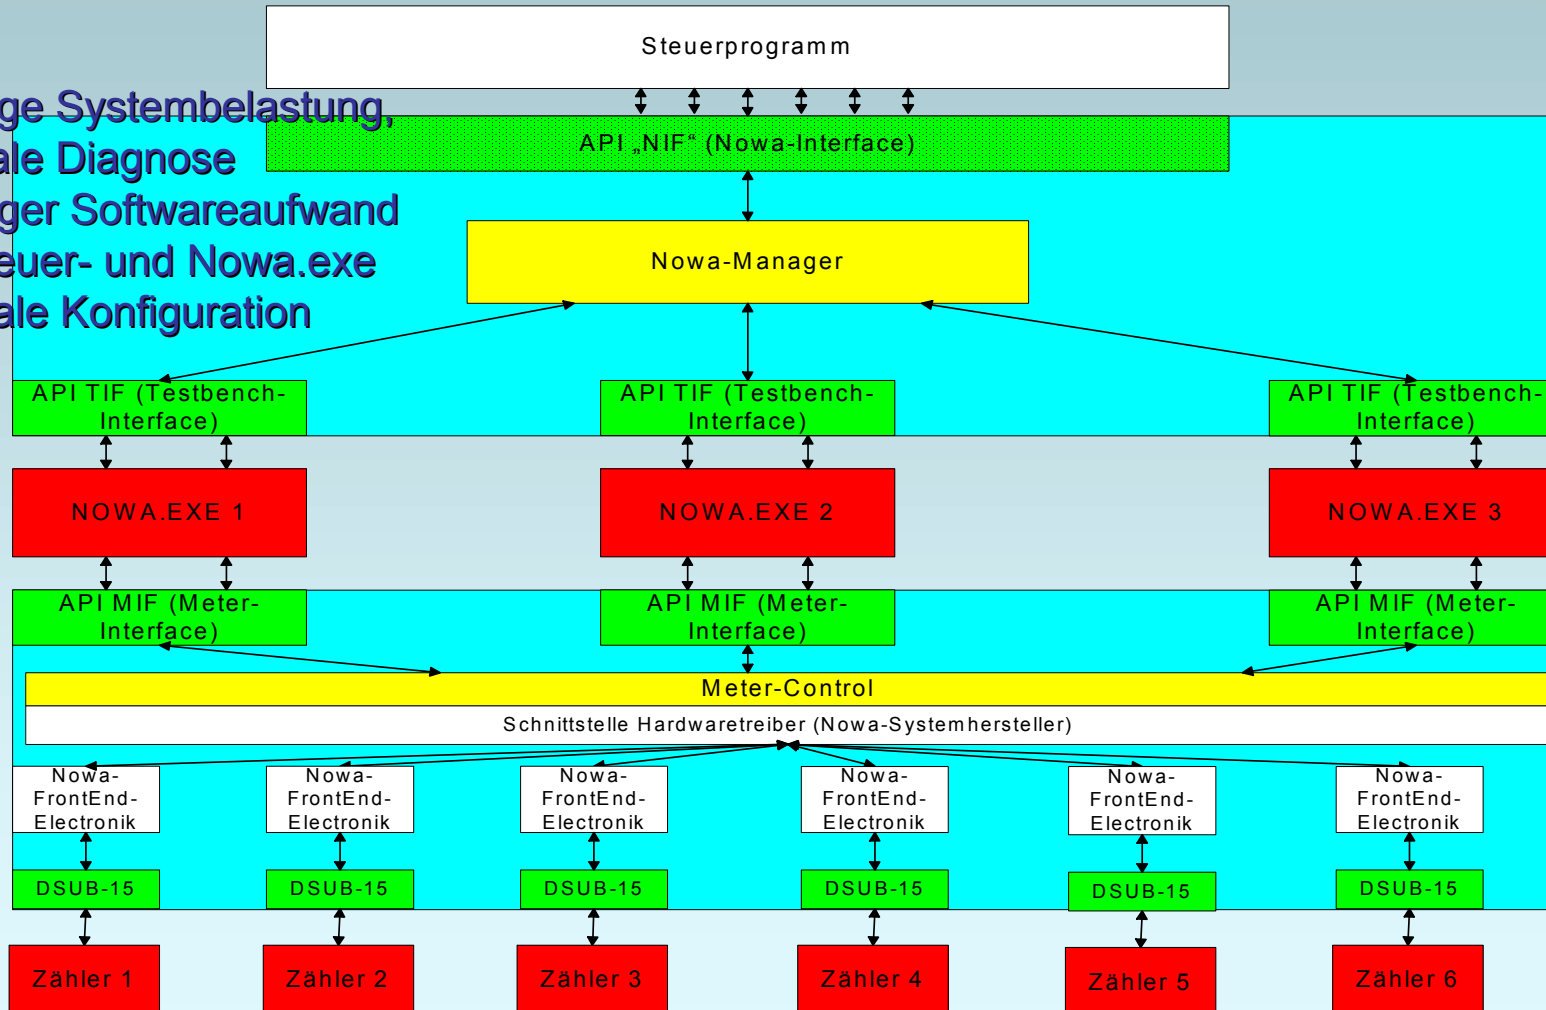 Steuerprogramm
Systembelastung,
Diagnose
Softwareaufwand
und Nowa.exe
Konfiguration
API „NIF“ (Nowa-Interface)
Nowa-Manager
API TIF (Testbench-
Interface)
API TIF (Testbench-
Interface)
API TIF (Testbench-
Interface)
NOWA.EXE 1
NOWA.EXE 2
NOWA.EXE 3
API MIF (Meter-
Interface)
API MIF (Meter-
Interface)
API MIF (Meter-
Interface)
Meter-Control
Schnittstelle Hardwaretreiber (Nowa-Systemhersteller)
Nowa-
FrontEnd-
Electronik
Nowa-
FrontEnd-
Electronik
Nowa-
FrontEnd-
Electronik
Nowa-
FrontEnd-
Electronik
Nowa-
FrontEnd-
Electronik
Nowa-
FrontEnd-
Electronik
DSUB-15
DSUB-15
DSUB-15
DSUB-15
DSUB-15
DSUB-15
Zähler 1
Zähler 2
Zähler 3
Zähler 4
Zähler 5
Zähler 6